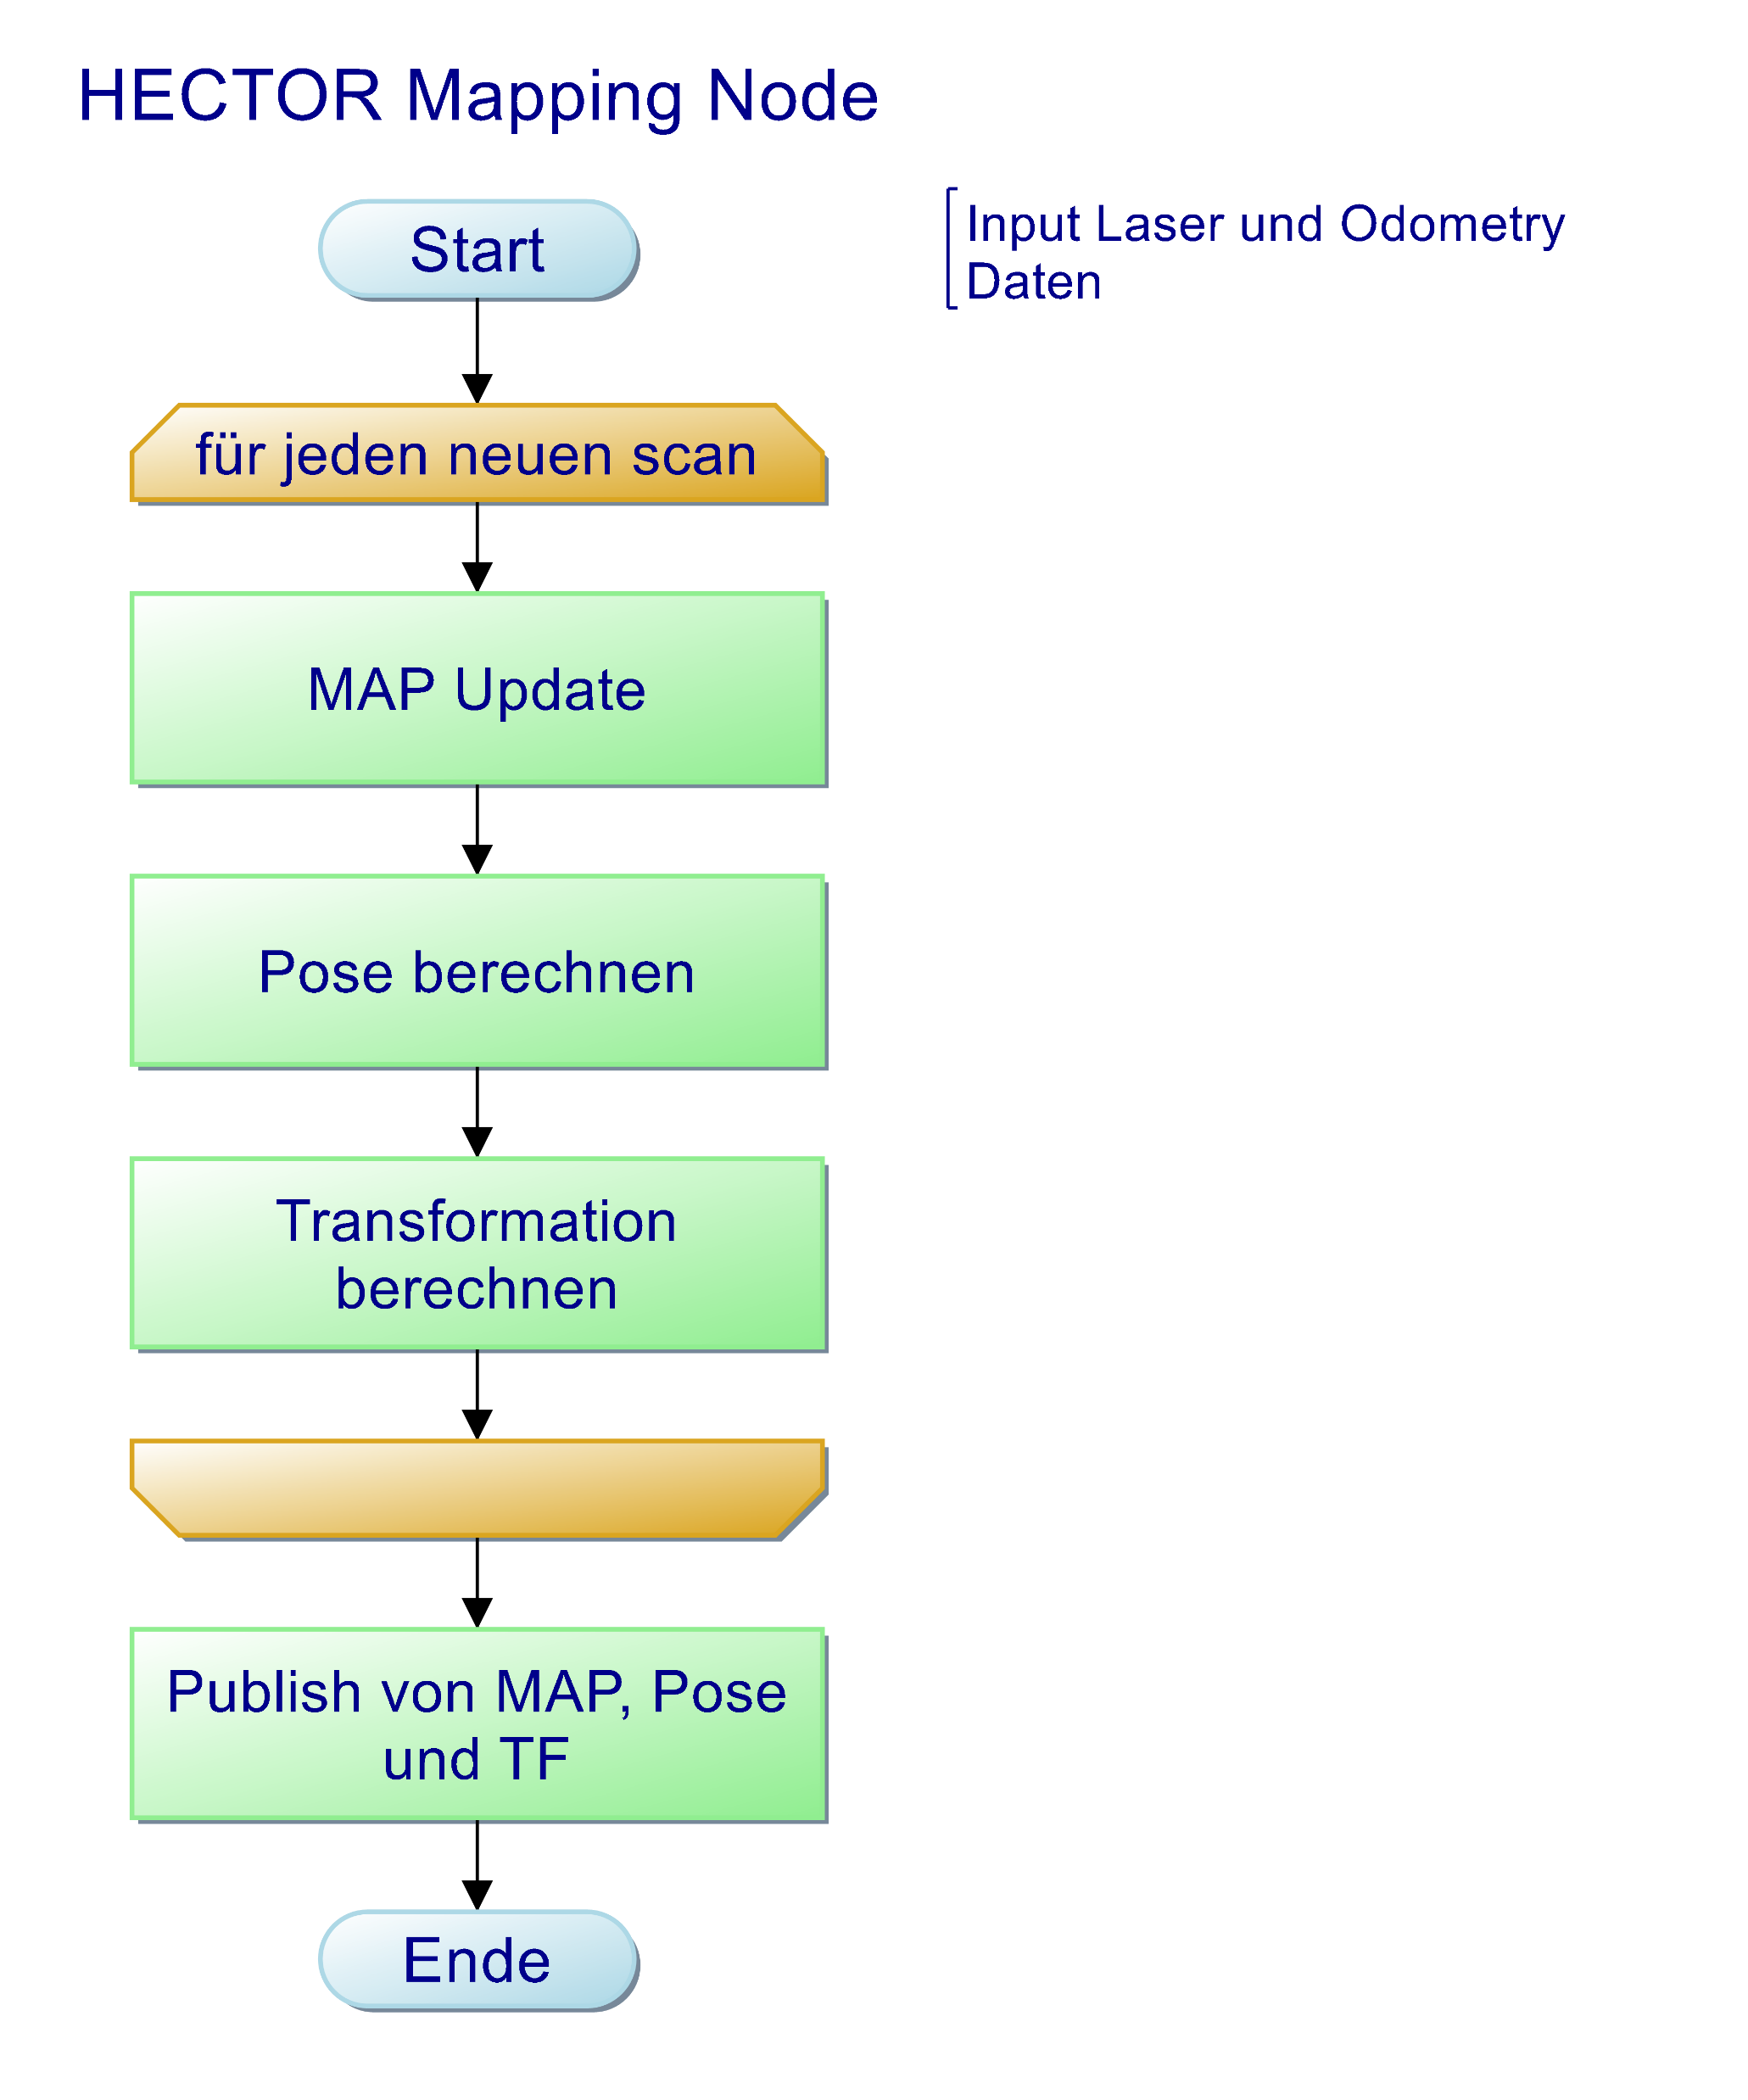 HECTOR Mapping Node
Start
Input Laser und Odometry
Daten
für jeden neuen scan
MAP Update
Pose berechnen
Transformation
berechnen
Publish von MAP, Pose
und TF
Ende